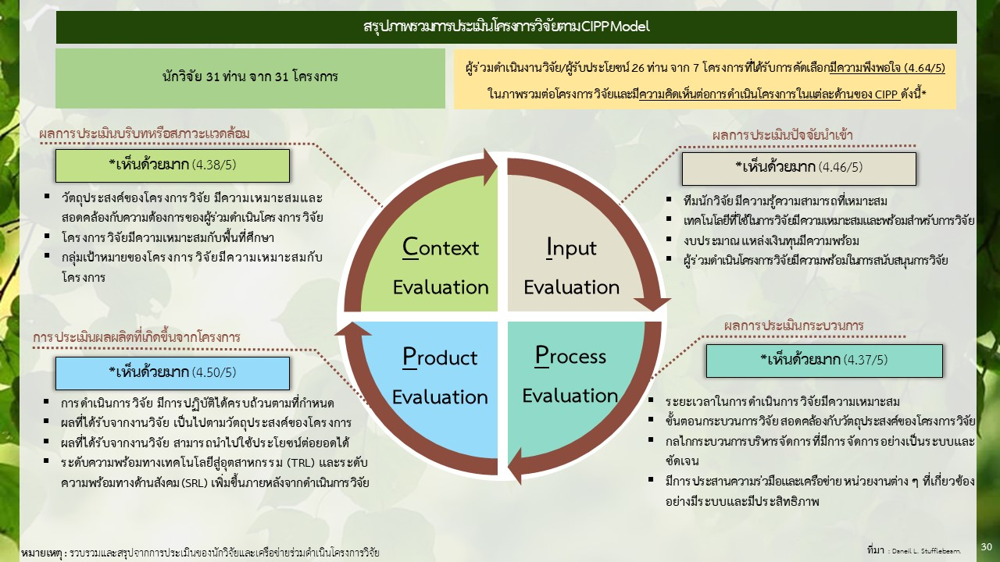 สรุปภาพรวมการประเมินโครงการวิจัยตาม CIPP Model
นักวิจัย 31 ท่าน จาก 31 โครงการ
ผู้ร่วมดำเนินงานวิจัย/ผู้รับประโยชน์ 26 ท่าน จาก 7 โครงการที่ได้รับการคัดเลือกมีความพึงพอใจ (4.64/5)
ในภาพรวมต่อโครงการวิจัยและมีความคิดเห็นต่อการดำเนินโครงการในแต่ละด้านของ CIPP ดังนี้*
ผลการประเมินบริบทหรือสภาวะแวดล้อม
*เห็นด้วยมาก (4.38/5)
▪ วัตถุประสงค์ของโครงการวิจัย มีความเหมาะสมและ
สอดคล้องกับความต้องการของผู้ร่วมดำเนินโครงการวิจัย
▪ โครงการวิจัยมีความเหมาะสมกับพื้นที่ศึกษา
▪ กลุ่มเป้าหมายของโครงการวิจัยมีความเหมาะสมกับ
โครงการ
ผลการประเมินปัจจัยนำเข้า
*เห็นด้วยมาก (4.46/5)
▪ ทีมนักวิจัยมีความรู้ความสามารถที่เหมาะสม
▪ เทคโนโลยีที่ใช้ในการวิจัยมีความเหมาะสมและพร้อมสำหรับการวิจัย
▪ งบประมาณ แหล่งเงินทุนมีความพร้อม
▪ ผู้ร่วมดำเนินโครงการวิจัยมีความพร้อมในการสนับสนุนการวิจัย
Context
Evaluation
Input
Evaluation
Product
Evaluation
Process
Evaluation
การประเมินผลผลิตที่เกิดขึ้นจากโครงการ
*เห็นด้วยมาก (4.50/5)
▪ การดำเนินการวิจัย มีการปฏิบัติได้ครบถ้วนตามที่กำหนด
▪ ผลที่ได้รับจากงานวิจัย เป็นไปตามวัตถุประสงค์ของโครงการ
▪ ผลที่ได้รับจากงานวิจัย สามารถนำไปใช้ประโยชน์ต่อยอดได้
▪ ระดับความพร้อมทางเทคโนโลยีสู่อุตสาหกรรม (TRL) และระดับ
ความพร้อมทางด้านสังคม (SRL) เพิ่มขึ้นภายหลังจากดำเนินการวิจัย
ผลการประเมินกระบวนการ
*เห็นด้วยมาก (4.37/5)
▪ ระยะเวลาในการดำเนินการวิจัยมีความเหมาะสม
▪ ขั้นตอนกระบวนการวิจัย สอดคล้องกับวัตถุประสงค์ของโครงการวิจัย
▪ กลไกกระบวนการบริหารจัดการที่มีการจัดการอย่างเป็นระบบและ
ชัดเจน
▪ มีการประสานความร่วมมือและเครือข่าย หน่วยงานต่าง ๆ ที่เกี่ยวข้อง
อย่างมีระบบและมีประสิทธิภาพ
หมายเหตุ : รวบรวมและสรุปจากการประเมินของนักวิจัยและเครือข่ายร่วมดำเนินโครงการวิจัย
ที่มา : Daneil L. Stufflebeam.
30